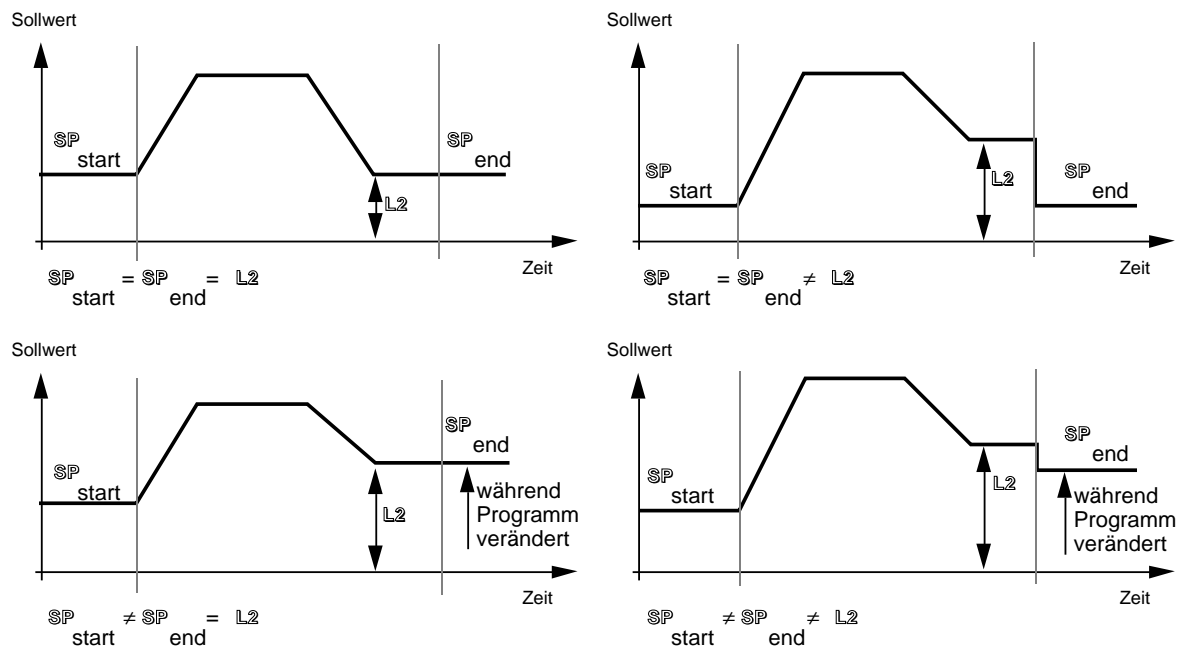 Sollwert
SP start
SP end
L2
Zeit
SP start = SP end = L2
Sollwert
SP start
L2
SP end
Zeit
SP start = SP end ≠ L2
Sollwert
SP start
SP end
L2
während
Programm
verändert
Zeit
SP start ≠ SP end = L2
Sollwert
SP start
SP end
L2
während
Programm
verändert
Zeit
SP start ≠ SP end ≠ L2